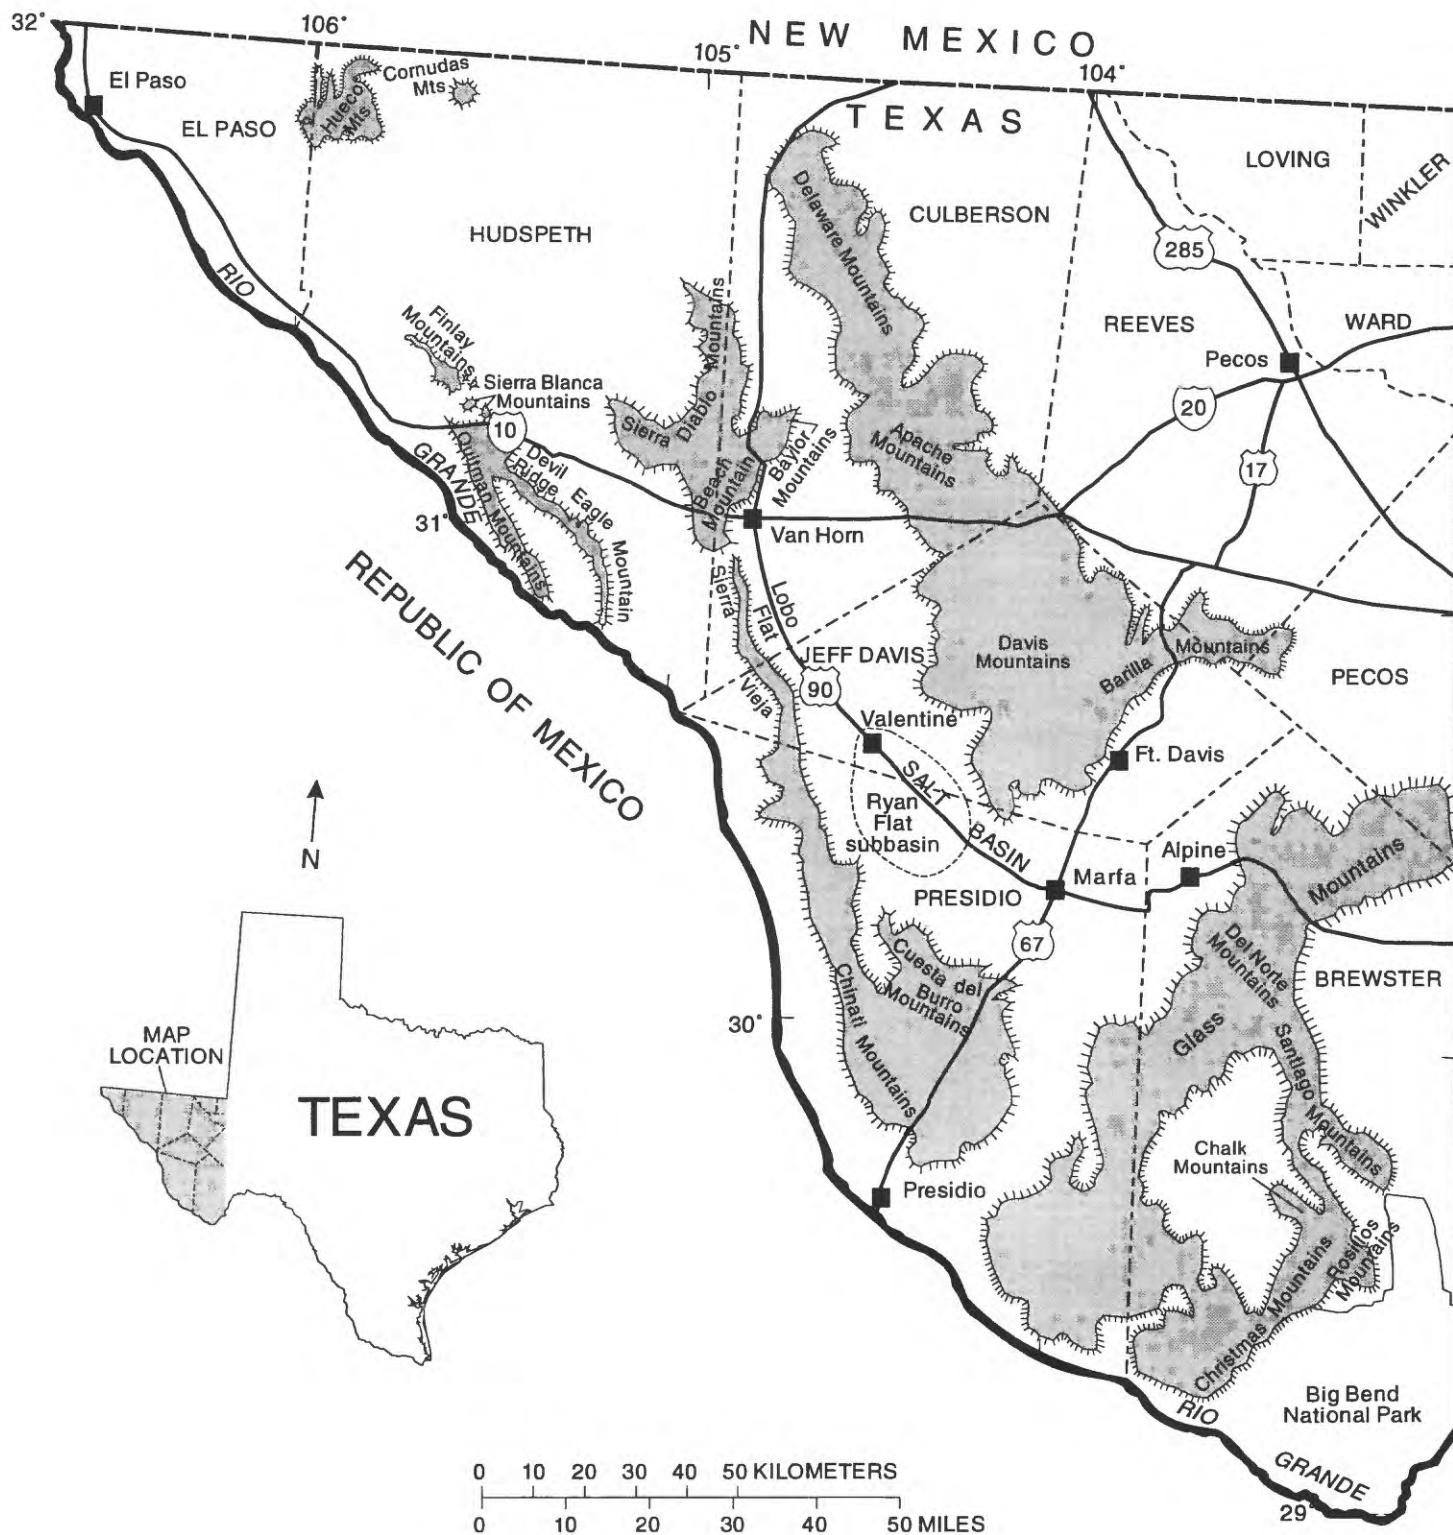 32°
106°
105°
NEW MEXICO
104°
El Paso
EL PASO
Hueco
Mts
Cornudas
Mts
TEXAS
LOVING
WINKLER
HUDSPETH
Delaware Mountains
CULBERSON
285
RIO
REEVES
WARD
Pecos
20
17
Finlay
Mountains
Sierra Blanca
Mountains
10
Sierra Diablo Mountains
Baylor
Mountains
Beach
Mountain
Apache
Mountains
GRANDE
Quitman Mountains
Devil
Ridge
Eagle
Mountain
31°
Van Horn
REPUBLIC OF MEXICO
Sierra
Vieja
Lobo
Flat
JEFF DAVIS
90
Davis
Mountains
Barilla
Mountains
PECOS
Valentine
Ft. Davis
SALT
BASIN
Ryan
Flat
subbasin
Alpine
Marfa
PRESIDIO
67
Mountains
Glass
Del Norte
Mountains
BREWSTER
Cuesta del
Burro
Mountains
Chinati
Mountains
30°
Santiago
Mountains
Chalk
Mountains
Presidio
Rosillos
Mountains
Christmas
Mountains
N
MAP
LOCATION
TEXAS
Big Bend
National Park
RIO
GRANDE
29°
0 10 20 30 40 50 KILOMETERS
0 10 20 30 40 50 MILES